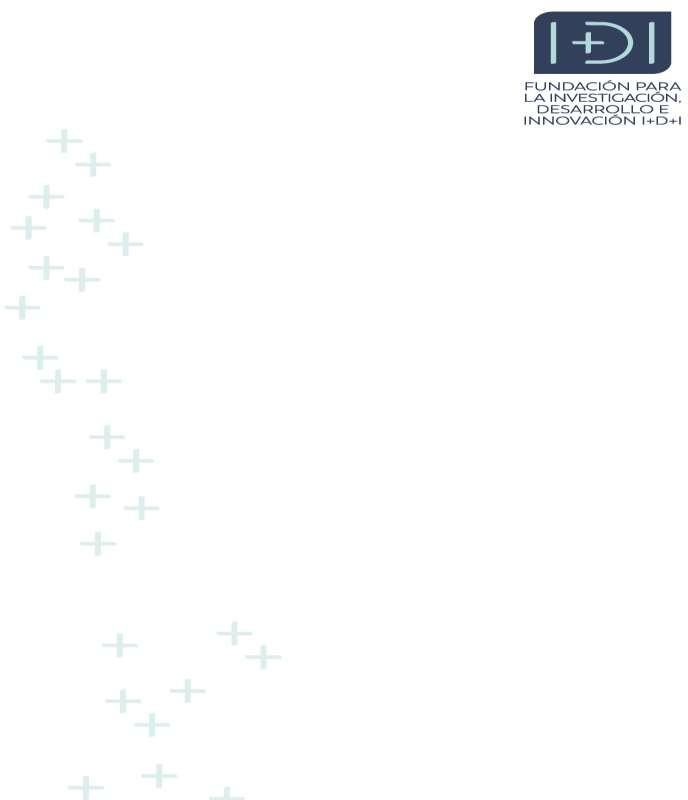 I+D I
FUNDACIÓN PARA
LA INVESTIGACIÓN,
DESARROLLO E
INNOVACIÓN I+D+I